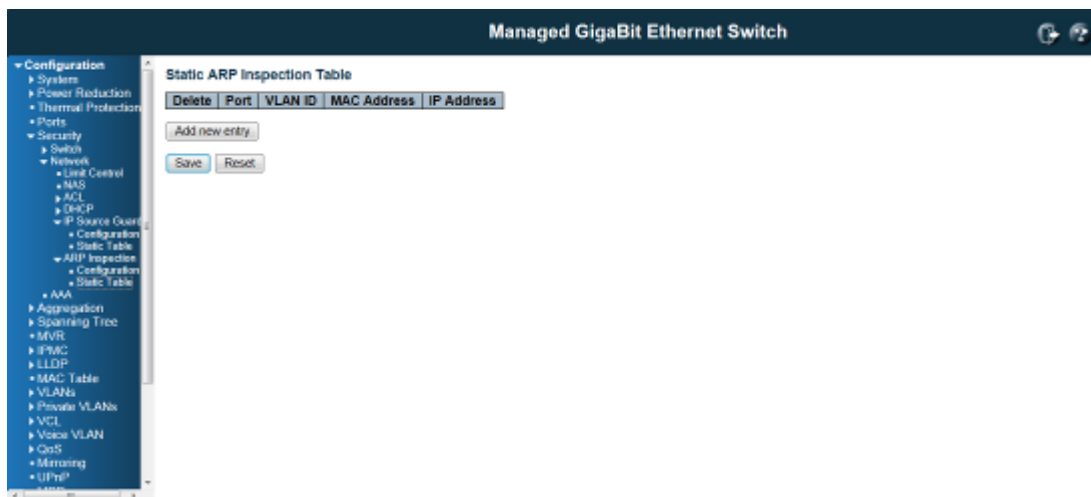 Managed GigaBit Ethernet Switch
Configuration
System
Power Reduction
Thermal Protection
Ports
Security
Switch
Network
Limit Control
NAS
ACL
DHCP
IP Source Guard
Configuration
Static Table
ARP Inspection
Configuration
Static Table
AAA
Aggregation
Spanning Tree
MVR
IPMC
LLDP
MAC Table
VLANs
Private VLANs
VCL
Voice VLAN
QoS
Mirroring
UPnP
Static ARP Inspection Table
Delete Port VLAN ID MAC Address IP Address
Add new entry
Save Reset